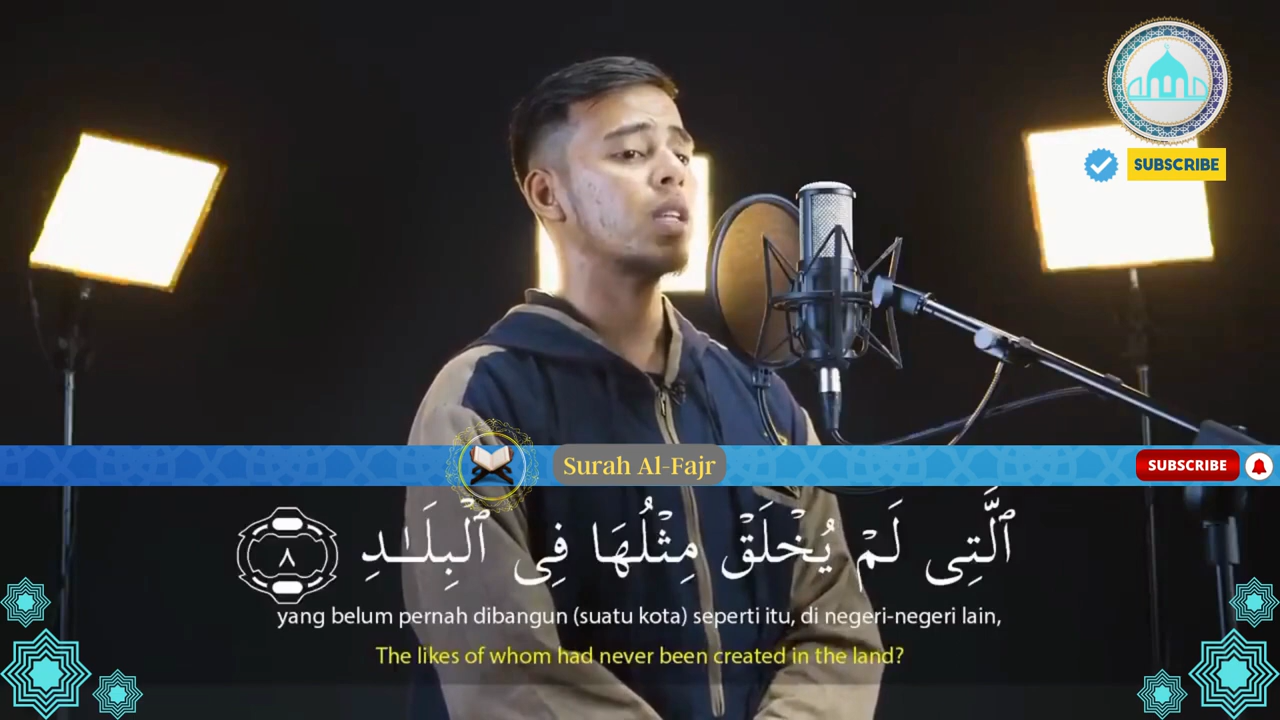 SUBSCRIBE
Surah Al-Fajr
SUBSCRIBE
ٱلَّتِى لَمْ يُخْلَقْ مِثْلُهَا فِى ٱلْبِلَـٰدِ ٨
yang belum pernah dibangun (suatu kota) seperti itu, di negeri-negeri lain,
The likes of whom had never been created in the land?